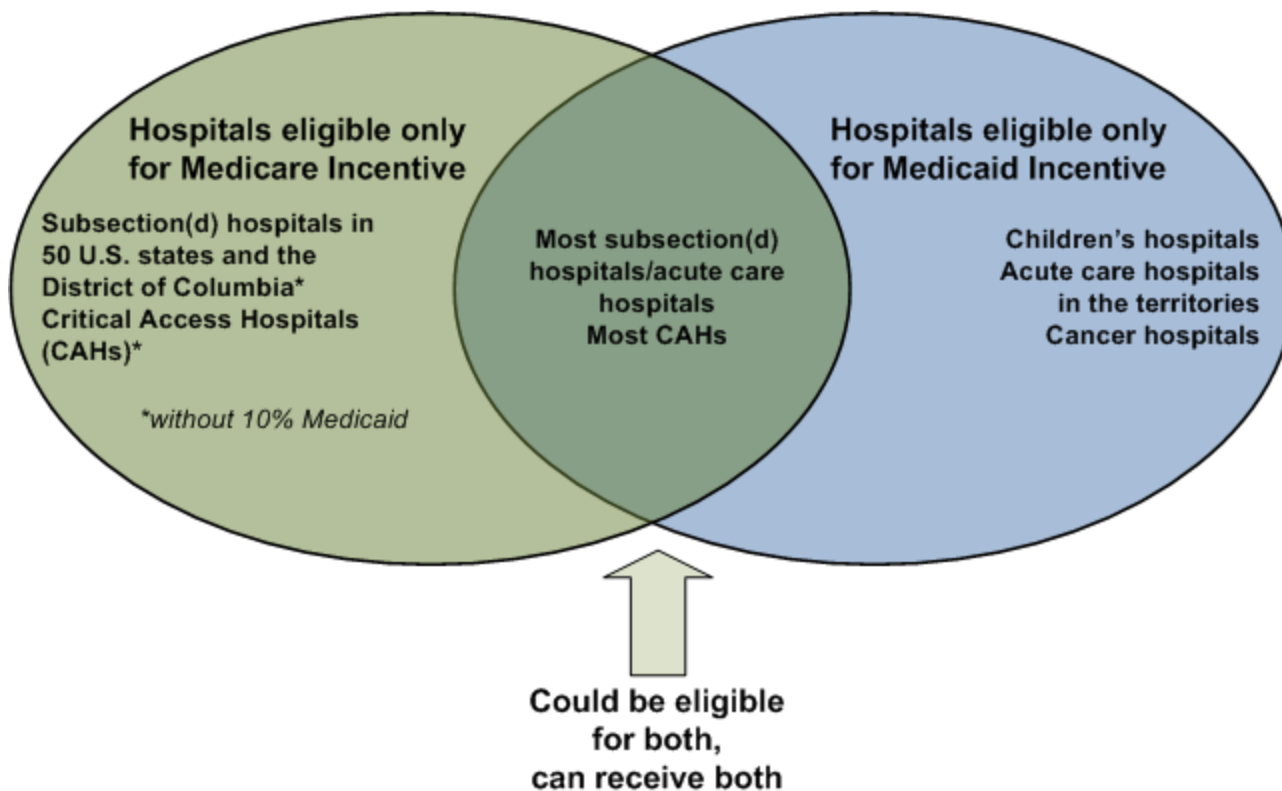 Hospitals eligible only
for Medicare Incentive
Subsection(d) hospitals in
50 U.S. states and the
District of Columbia*
Critical Access Hospitals
(CAHs)*
*without 10% Medicaid
Most subsection(d)
hospitals/acute care
hospitals
Most CAHs
Hospitals eligible only
for Medicaid Incentive
Children's hospitals
Acute care hospitals
in the territories
Cancer hospitals
Could be eligible
for both,
can receive both